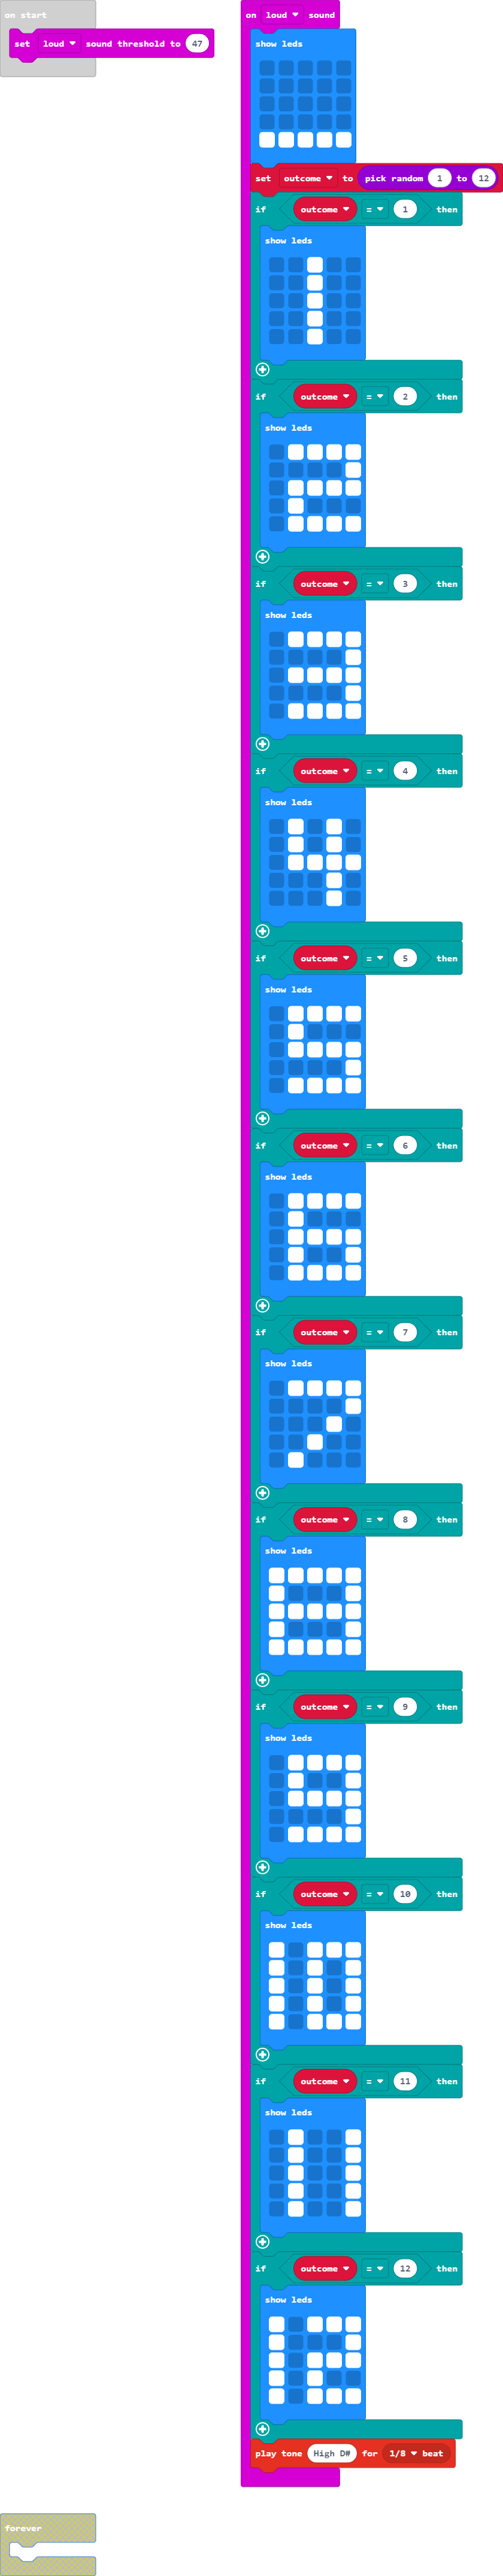 on start
set loud sound threshold to 47
on loud sound
show leds
set outcome to pick random 1 to 12
if outcome = 1 then
show leds
if outcome = 2 then
show leds
if outcome = 3 then
show leds
if outcome = 4 then
show leds
if outcome = 5 then
show leds
if outcome = 6 then
show leds
if outcome = 7 then
show leds
if outcome = 8 then
show leds
if outcome = 9 then
show leds
if outcome = 10 then
show leds
if outcome = 11 then
show leds
if outcome = 12 then
show leds
play tone High D# for 1/8 beat
forever